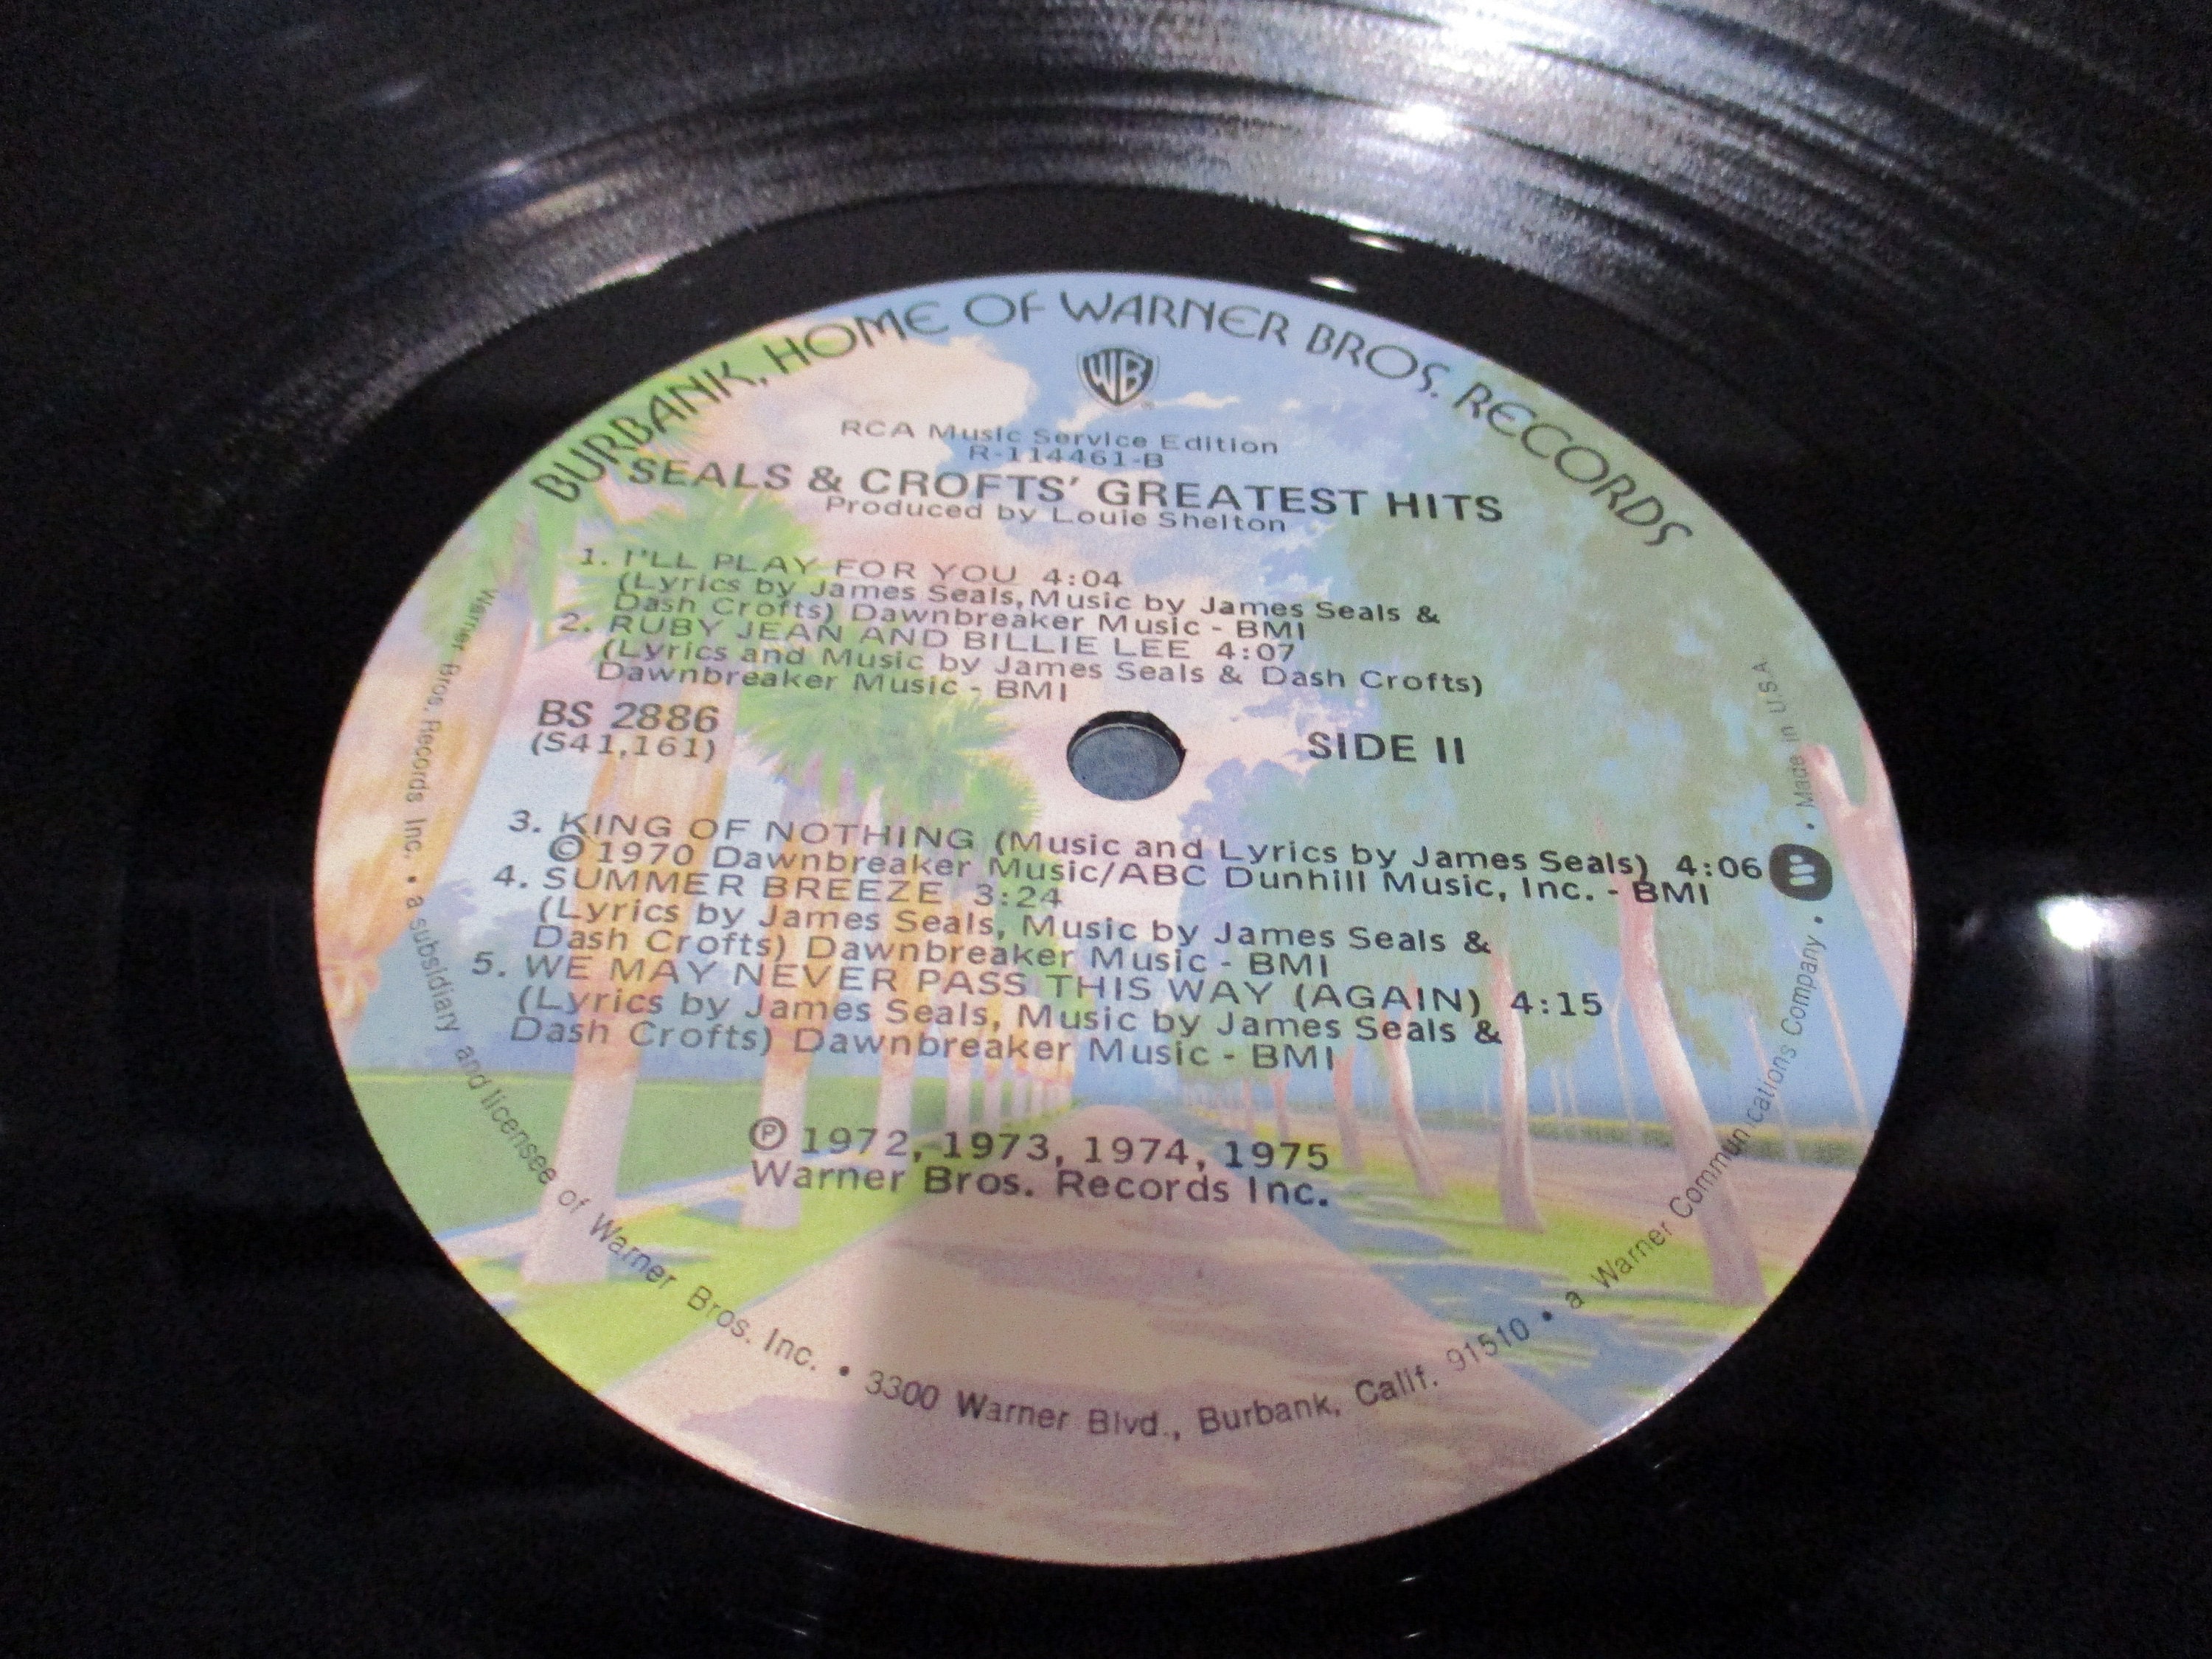 BURBANK, HOME OF WARNER BROS. RECORDS
WB
RCA Music Service Edition
R-114461-B
SEALS & CROFTS' GREATEST HITS
Produced by Louie Shelton
1. I'LL PLAY FOR YOU 4:04
(Lyrics by James Seals, Music by James Seals &
Dash Crofts) Dawnbreaker Music - BMI
2. RUBY JEAN AND BILLIE LEE 4:07
(Lyrics and Music by James Seals & Dash Crofts)
Dawnbreaker Music - BMI
BS 2886
(S41,161)
SIDE II
3. KING OF NOTHING (Music and Lyrics by James Seals) 4:06
© 1970 Dawnbreaker Music/ABC Dunhill Music, Inc. - BMI
4. SUMMER BREEZE 3:24
(Lyrics by James Seals, Music by James Seals &
Dash Crofts) Dawnbreaker Music - BMI
5. WE MAY NEVER PASS THIS WAY (AGAIN) 4:15
(Lyrics by James Seals, Music by James Seals &
Dash Crofts) Dawnbreaker Music - BMI
℗ 1972, 1973, 1974, 1975
Warner Bros. Records Inc.
Warner Bros. Records Inc. • a subsidiary and licensee of Warner Bros. Inc. • 3300 Warner Blvd., Burbank, Calif. 91510 • a Warner Communications Company • Made in U.S.A.